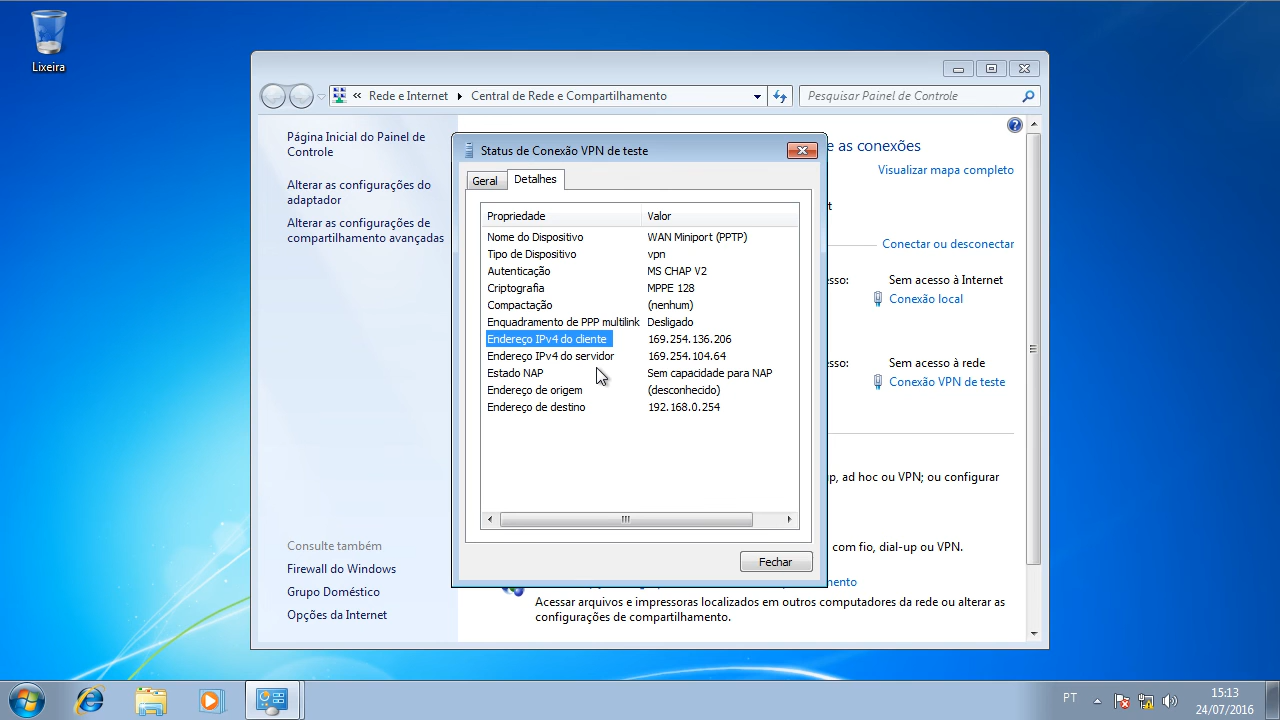 Lixeira
Rede e Internet
Central de Rede e Compartilhamento
Pesquisar Painel de Controle
Página Inicial do Painel de
Controle
Alterar as configurações do
adaptador
Alterar as configurações de
compartilhamento avançadas
Consulte também
Firewall do Windows
Grupo Doméstico
Opções da Internet
e as conexões
Visualizar mapa completo
Conectar ou desconectar
Sem acesso à Internet
Conexão local
Sem acesso à rede
Conexão VPN de teste
, ad hoc ou VPN; ou configurar
com fio, dial-up ou VPN.
Acessar arquivos e impressoras localizados em outros computadores da rede ou alterar as
configurações de compartilhamento.
Status de Conexão VPN de teste
Geral
Detalhes
Propriedade Valor
Nome do Dispositivo WAN Miniport (PPTP)
Tipo de Dispositivo vpn
Autenticação MS CHAP V2
Criptografia MPPE 128
Compactação (nenhum)
Enquadramento de PPP multilink Desligado
Endereço IPv4 do cliente 169.254.136.206
Endereço IPv4 do servidor 169.254.104.64
Estado NAP Sem capacidade para NAP
Endereço de origem (desconhecido)
Endereço de destino 192.168.0.254
Fechar
PT
15:13
24/07/2016